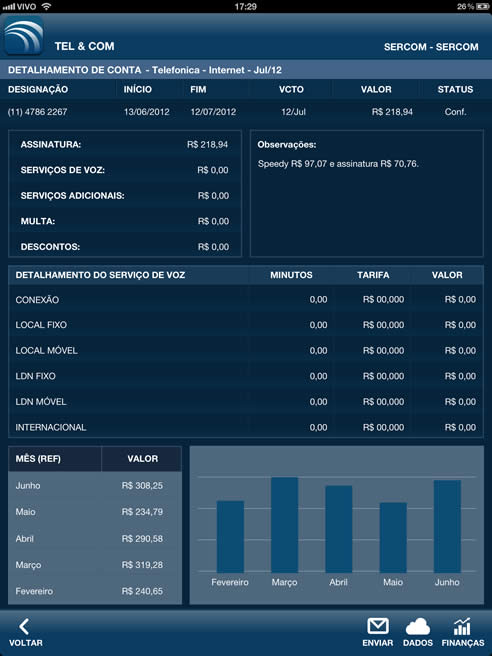 VIVO 17:29 26%
TEL & COM SERCOM - SERCOM
DETALHAMENTO DE CONTA - Telefonica - Internet - Jul/12
DESIGNAÇÃO INÍCIO FIM VCTO VALOR STATUS
(11) 4786 2267 13/06/2012 12/07/2012 12/Jul R$ 218,94 Conf.
ASSINATURA: R$ 218,94
SERVIÇOS DE VOZ: R$ 0,00
SERVIÇOS ADICIONAIS: R$ 0,00
MULTA: R$ 0,00
DESCONTOS: R$ 0,00
Observações:
Speedy R$ 97,07 e assinatura R$ 70,76.
DETALHAMENTO DO SERVIÇO DE VOZ MINUTOS TARIFA VALOR
CONEXÃO 0,00 R$ 00,000 R$ 0,00
LOCAL FIXO 0,00 R$ 00,000 R$ 0,00
LOCAL MÓVEL 0,00 R$ 00,000 R$ 0,00
LDN FIXO 0,00 R$ 00,000 R$ 0,00
LDN MÓVEL 0,00 R$ 00,000 R$ 0,00
INTERNACIONAL 0,00 R$ 00,000 R$ 0,00
MÊS (REF) VALOR
Junho R$ 308,25
Maio R$ 234,79
Abril R$ 290,58
Março R$ 319,28
Fevereiro R$ 240,65
Fevereiro Março Abril Maio Junho
VOLTAR ENVIAR DADOS FINANÇAS